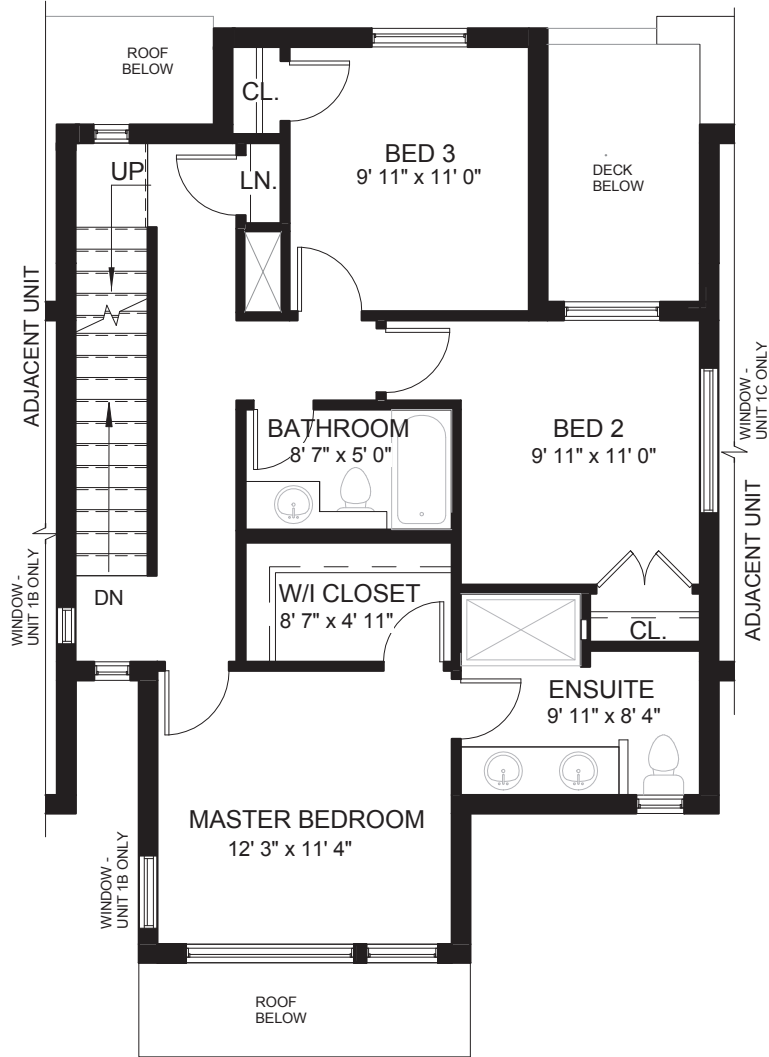 ROOF
BELOW
CL.
BED 3
9' 11" x 11' 0"
UP
LN.
DECK
BELOW
ADJACENT UNIT
WINDOW -
UNIT 1C ONLY
BATHROOM
8' 7" x 5' 0"
BED 2
9' 11" x 11' 0"
ADJACENT UNIT
WINDOW -
UNIT 1B ONLY
DN
W/I CLOSET
8' 7" x 4' 11"
CL.
ENSUITE
9' 11" x 8' 4"
MASTER BEDROOM
12' 3" x 11' 4"
WINDOW -
UNIT 1B ONLY
ROOF
BELOW